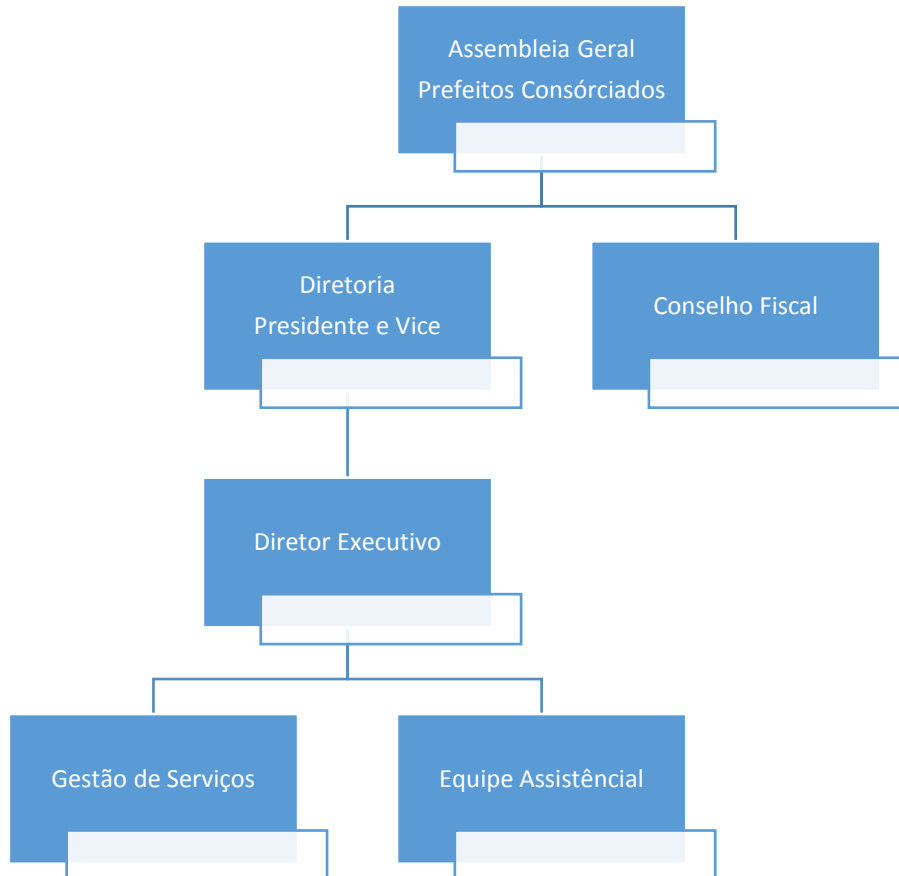 Assembleia Geral
Prefeitos Consórciados
Diretoria
Presidente e Vice
Conselho Fiscal
Diretor Executivo
Gestão de Serviços
Equipe Assistêncial